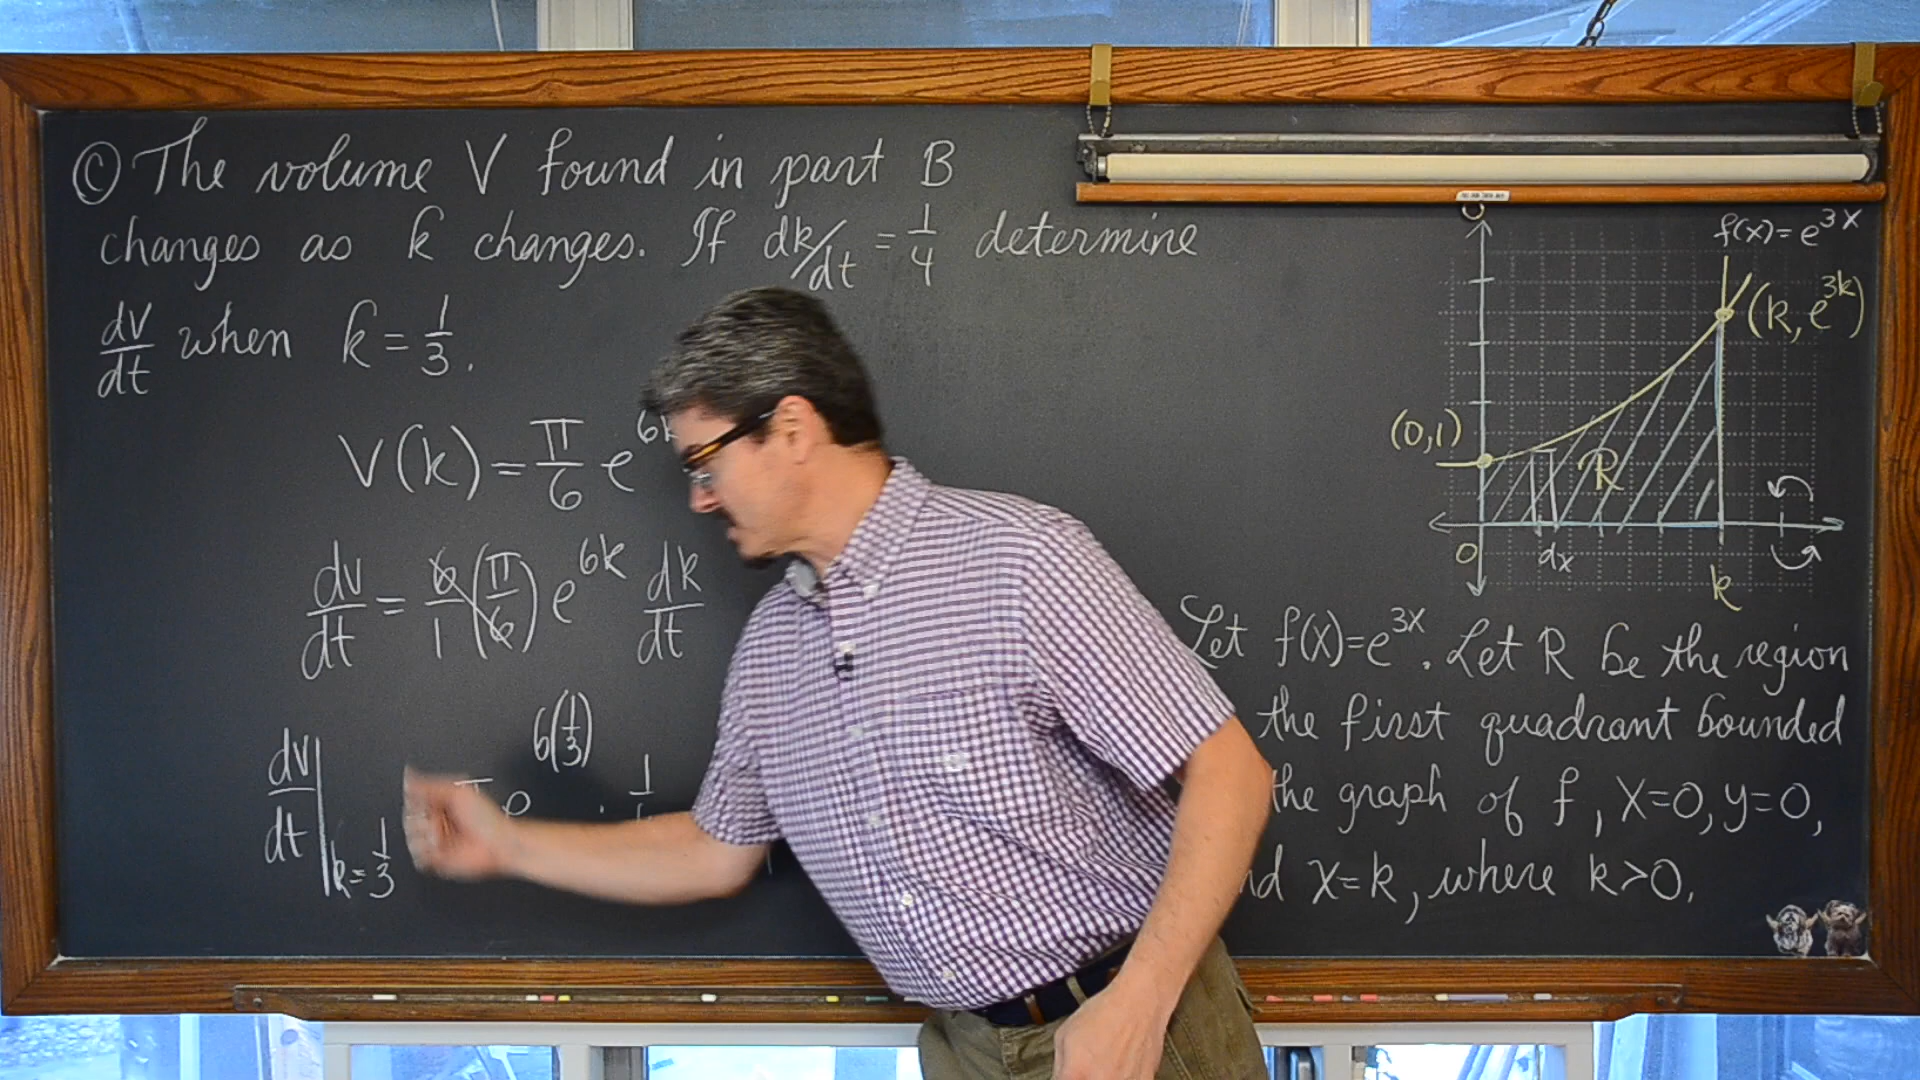 Ⓒ The volume V found in part B
changes as k changes. If dk/dt = 1/4 determine
dV/dt when k = 1/3.
V(k) = π/6 e^6k
dV/dt = 6/1 (π/6) e^6k dk/dt
dV/dt | k = 1/3 π e^6(1/3) · 1/
f(x) = e^3x
(k, e^3k)
(0,1)
R
0 dx k
Let f(x)=e^3x. Let R be the region
the first quadrant bounded
the graph of f, x=0, y=0,
x=k, where k>0.